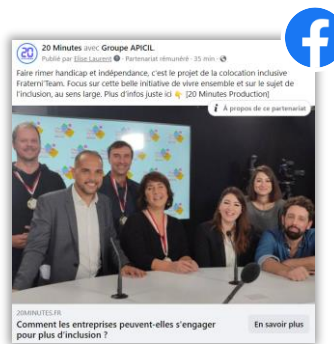 20 Minutes avec Groupe APICIL.
Publié par Elise Laurent · Partenariat rémunéré · 35 min ·
Faire rimer handicap et indépendance, c'est le projet de la colocation inclusive
Fraterni'Team. Focus sur cette belle initiative de vivre ensemble et sur le sujet de
l'inclusion, au sens large. Plus d'infos juste ici 👇 [20 Minutes Production]
i À propos de ce partenariat
20MINUTES.FR
Comment les entreprises peuvent-elles s'engager
pour plus d'inclusion ?
En savoir plus